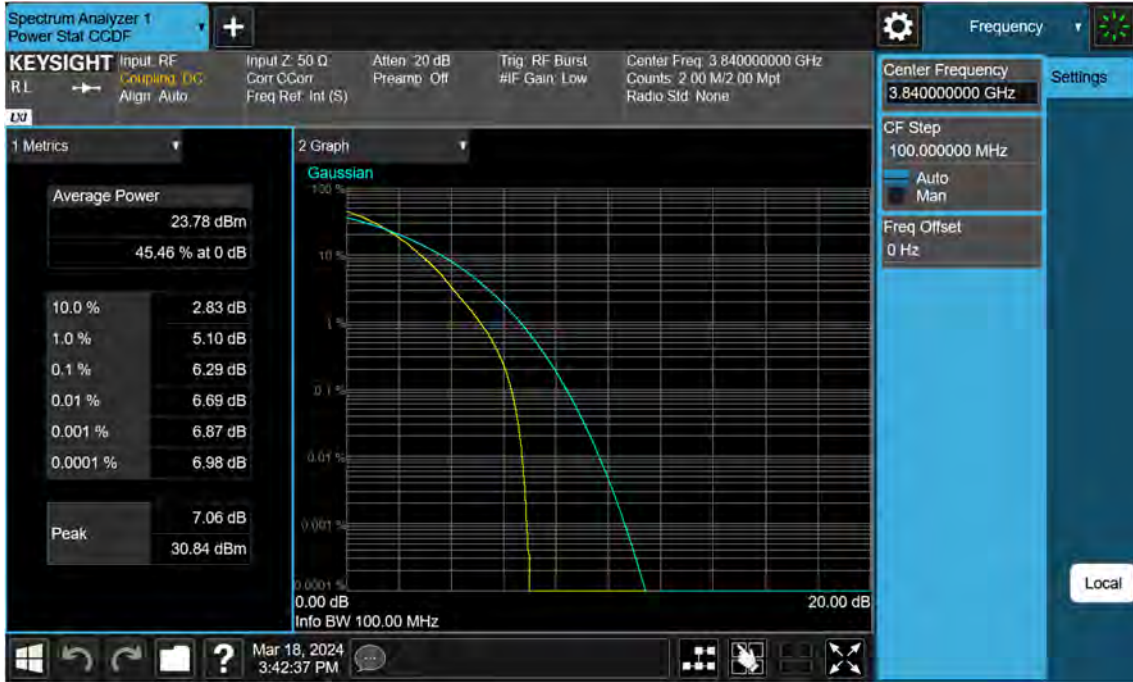 Spectrum Analyzer 1
Power Stat CCDF
+
Frequency
KEYSIGHT
RL
LXI
Input: RF
Coupling: DC
Align: Auto
Input Z: 50 Ω
Corr CCorr
Freq Ref: Int (S)
Atten: 20 dB
Preamp: Off
Trig: RF Burst
#IF Gain: Low
Center Freq: 3.840000000 GHz
Counts: 2.00 M/2.00 Mpt
Radio Std: None
Center Frequency
3.840000000 GHz
Settings
CF Step
100.000000 MHz
Auto
Man
Freq Offset
0 Hz
Local
1 Metrics
Average Power
23.78 dBm
45.46 % at 0 dB
10.0 % 2.83 dB
1.0 % 5.10 dB
0.1 % 6.29 dB
0.01 % 6.69 dB
0.001 % 6.87 dB
0.0001 % 6.98 dB
Peak
7.06 dB
30.84 dBm
2 Graph
Gaussian
100 %
10 %
1 %
0.1 %
0.01 %
0.001 %
0.0001 %
0.00 dB 20.00 dB
Info BW 100.00 MHz
?
Mar 18, 2024
3:42:37 PM